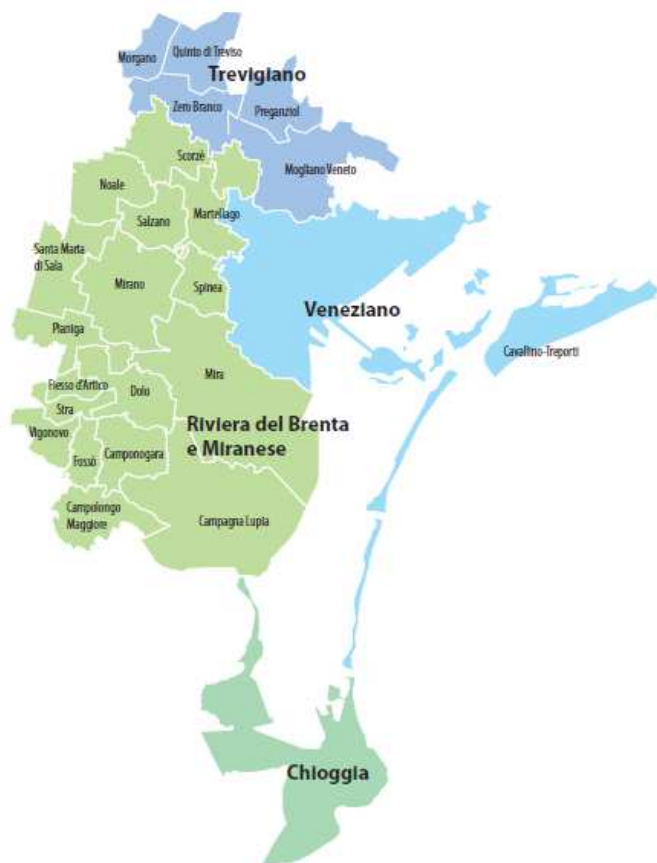 Morgano
Quinto di Treviso
Trevigiano
Zero Branco
Preganziol
Scorzè
Mogliano Veneto
Noale
Martellago
Salzano
Santa Maria
di Sala
Mirano
Spinea
Veneziano
Pianiga
Cavallino-Treporti
Mira
Fiesso d'Artico
Dolo
Stra
Riviera del Brenta
e Miranese
Vigonovo
Camponogara
Fossò
Campolongo
Maggiore
Campagna Lupia
Chioggia